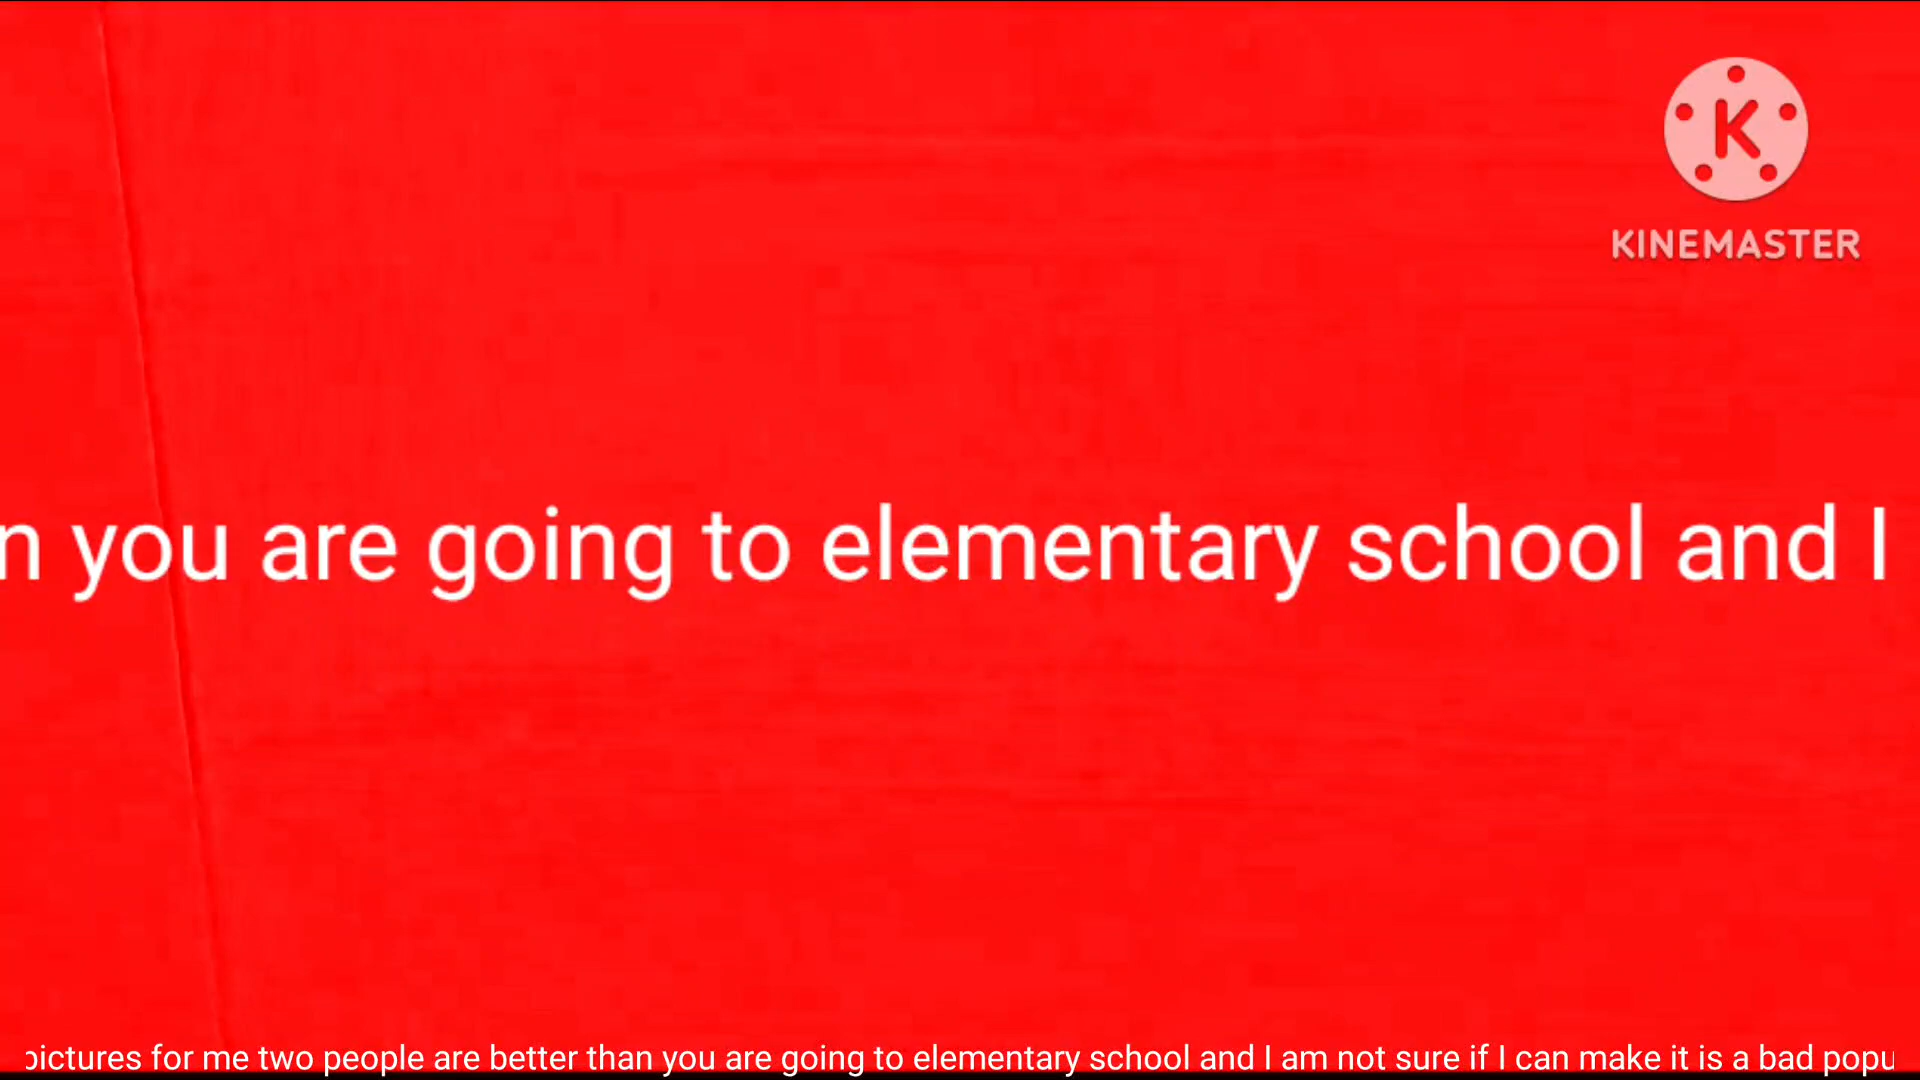 K
KINEMASTER
n you are going to elementary school and I
pictures for me two people are better than you are going to elementary school and I am not sure if I can make it is a bad popu